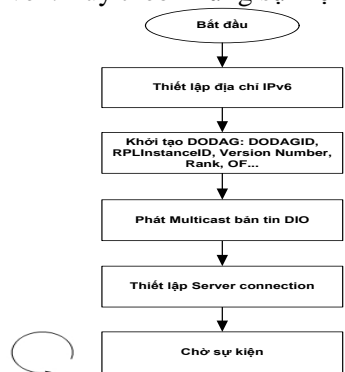 Bắt đầu
Thiết lập địa chỉ IPv6
Khởi tạo DODAG: DODAGID,
RPLInstanceID, Version Number,
Rank, OF...
Phát Multicast bản tin DIO
Thiết lập Server connection
Chờ sự kiện